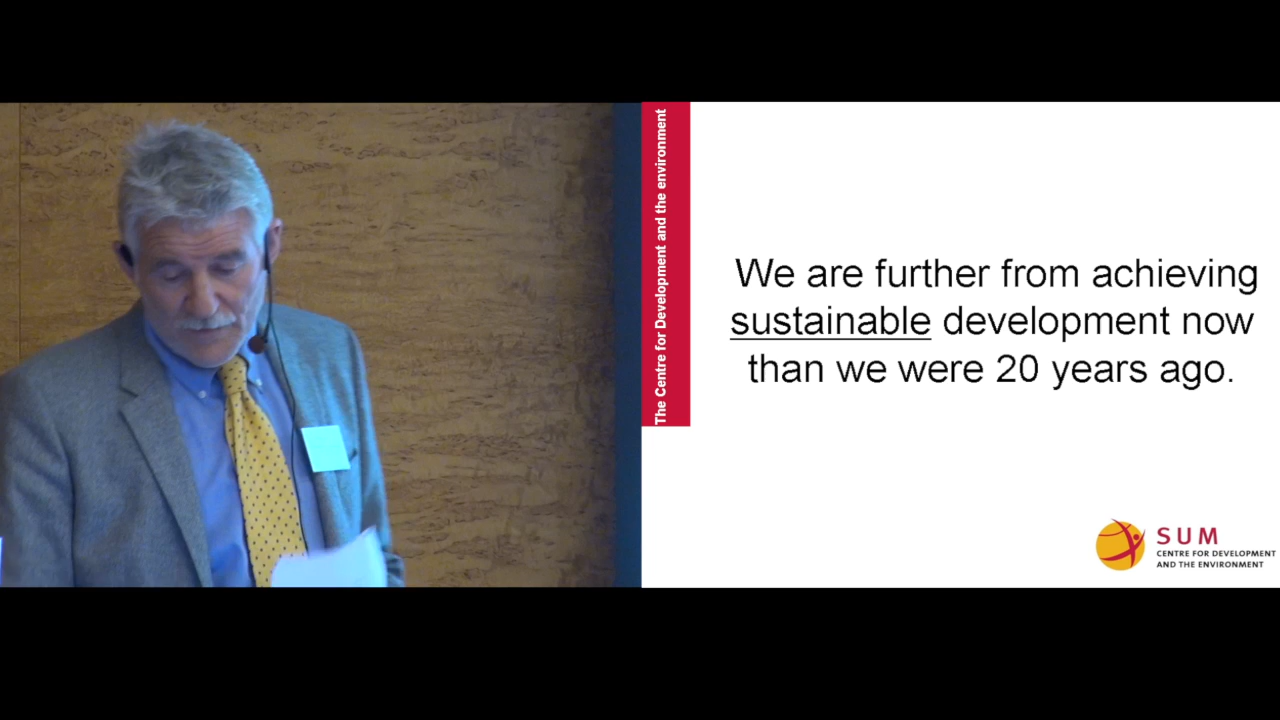 The Centre for Development and the environment
We are further from achieving
sustainable development now
than we were 20 years ago.
SUM
CENTRE FOR DEVELOPMENT
AND THE ENVIRONMENT